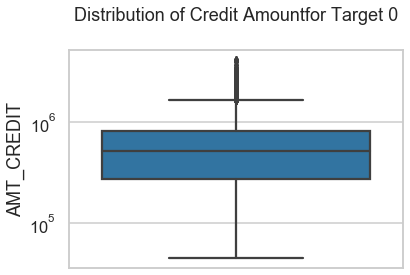 Distribution of Credit Amountfor Target 0
AMT_CREDIT
10⁶
10⁵